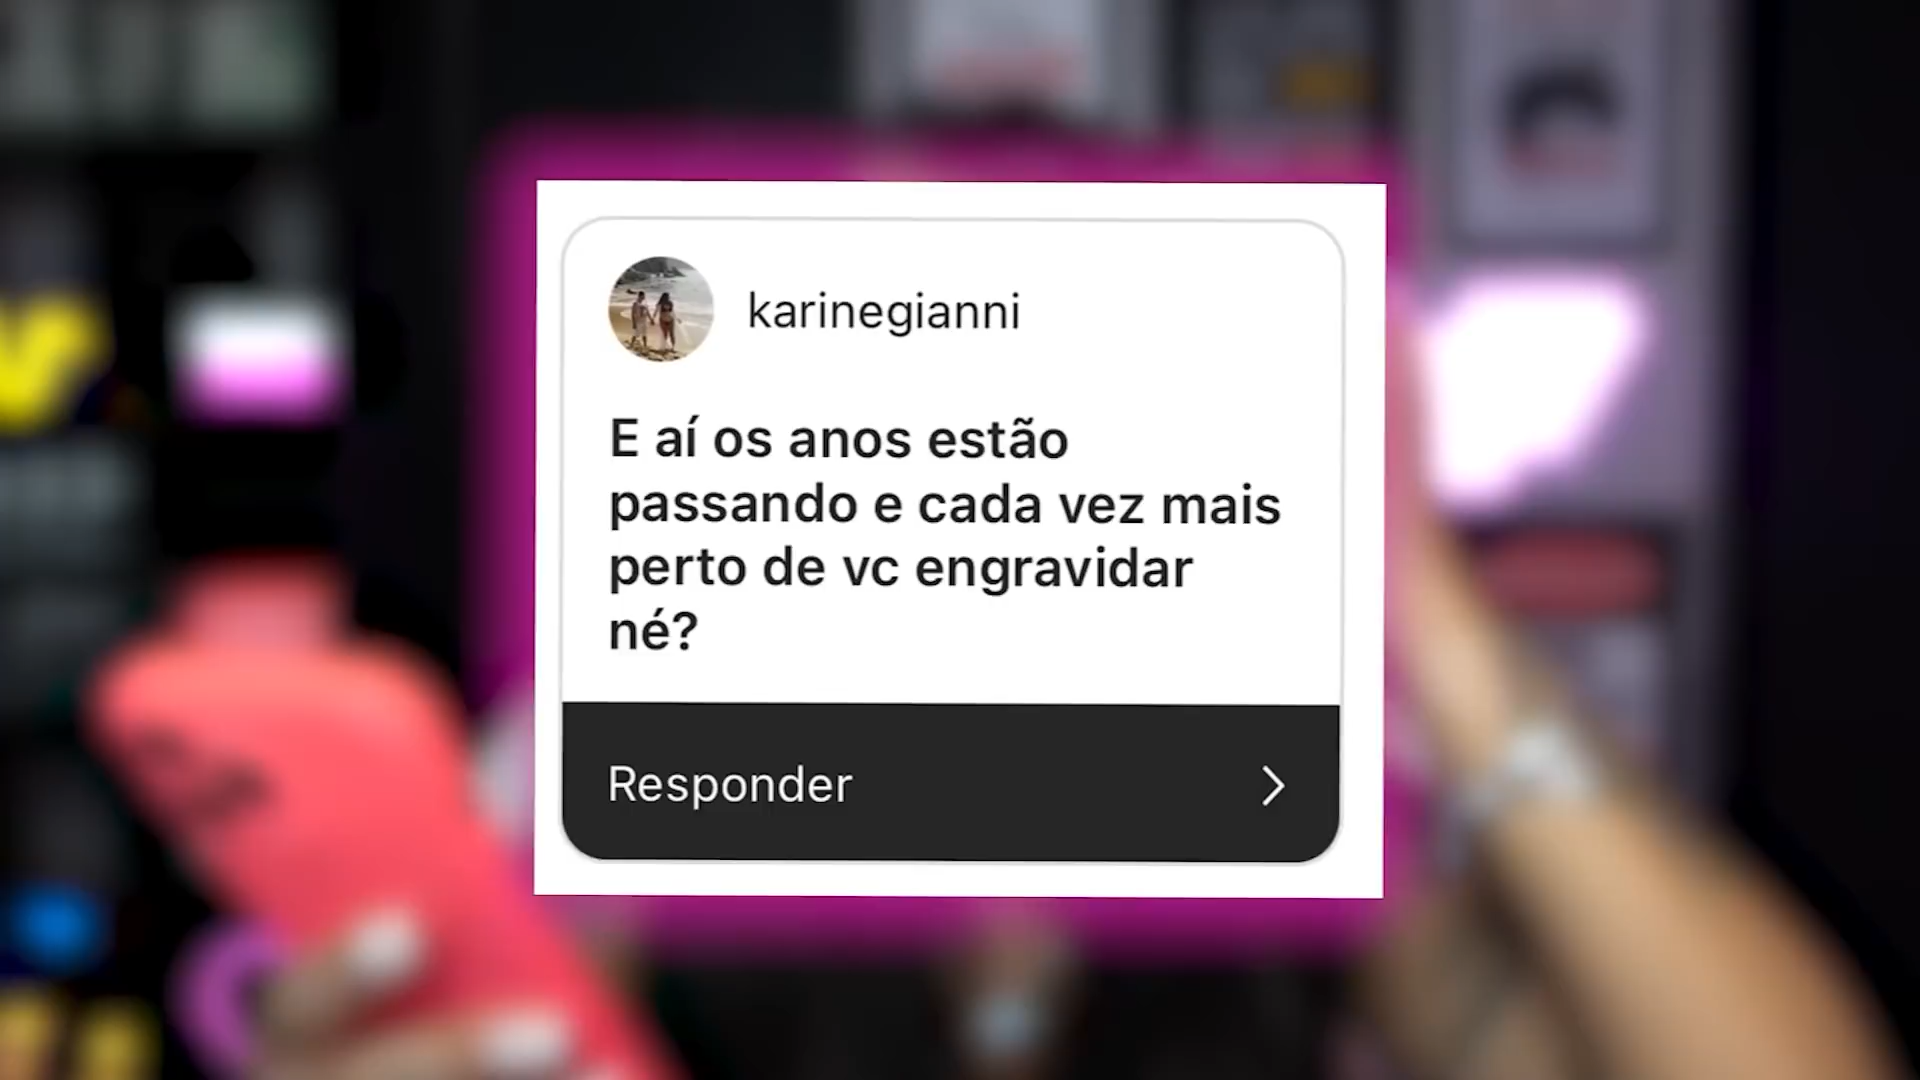 karinegianni
E aí os anos estão
passando e cada vez mais
perto de vc engravidar
né?
Responder